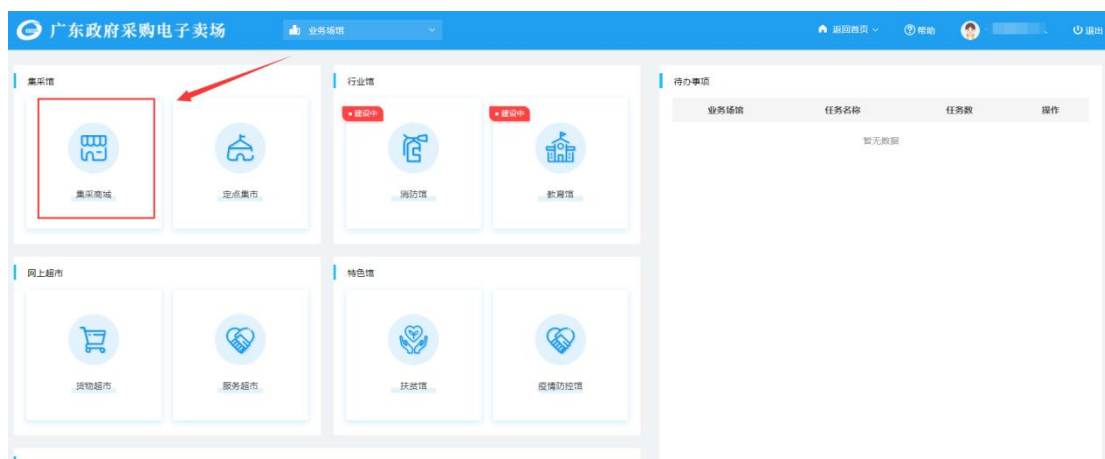 广东政府采购电子卖场
业务场馆
返回首页
帮助
退出
集采馆
集采商城
定点集市
行业馆
建设中
消防馆
建设中
教育馆
网上超市
货物超市
服务超市
特色馆
扶贫馆
疫情防控馆
待办事项
业务场馆 任务名称 任务数 操作
暂无数据